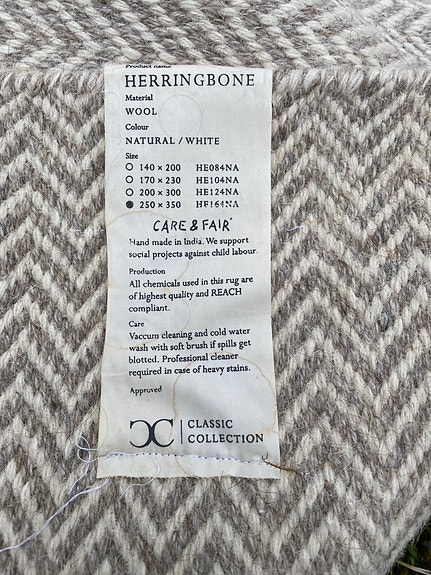 Product name
HERRINGBONE
Material
WOOL
Colour
NATURAL / WHITE
Size
140 × 200 HE084NA
170 × 230 HE104NA
200 × 300 HE124NA
250 × 350 HE164NA
CARE & FAIR
Hand made in India. We support
social projects against child labour
Production
All chemicals used in this rug are
of highest quality and REACH
compliant.
Care
Vaccum cleaning and cold water
wash with soft brush if spills get
blotted. Professional cleaner
required in case of heavy stains.
Approved
CC CLASSIC
COLLECTION